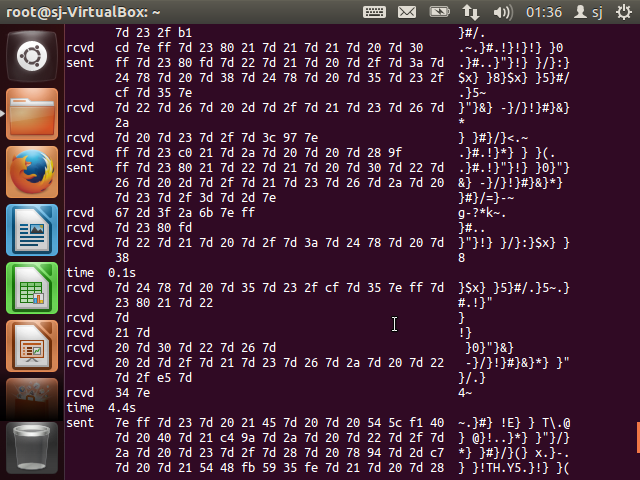 root@sj-VirtualBox: ~ 01:36 sj
7d 23 2f b1 }#/.
rcvd cd 7e ff 7d 23 80 21 7d 21 7d 21 7d 20 7d 30 .~.}#.!}!}!} }0
sent ff 7d 23 80 fd 7d 22 7d 21 7d 20 7d 2f 7d 3a 7d .}#..}"}!} }/}:}
24 78 7d 20 7d 38 7d 24 78 7d 20 7d 35 7d 23 2f $x} }8}$x} }5}#/
cf 7d 35 7e .}5~
rcvd 7d 22 7d 26 7d 20 2d 7d 2f 7d 21 7d 23 7d 26 7d }"}&} -}/}!}#}&}
2a *
rcvd 7d 20 7d 23 7d 2f 7d 3c 97 7e } }#}/}<.~
rcvd ff 7d 23 c0 21 7d 2a 7d 20 7d 20 7d 28 9f .}#.!}*} } }(.
sent ff 7d 23 80 21 7d 22 7d 21 7d 20 7d 30 7d 22 7d .}#.!}"}!} }0}"}
26 7d 20 2d 7d 2f 7d 21 7d 23 7d 26 7d 2a 7d 20 &} -}/}!}#}&}*}
7d 23 7d 2f 3d 7d 2d 7e }#}/=}-~
rcvd 67 2d 3f 2a 6b 7e ff g-?*k~.
rcvd 7d 23 80 fd }#..
rcvd 7d 22 7d 21 7d 20 7d 2f 7d 3a 7d 24 78 7d 20 7d }"}!} }/}:}$x} }
38 8
time 0.1s
rcvd 7d 24 78 7d 20 7d 35 7d 23 2f cf 7d 35 7e ff 7d }$x} }5}#/.}5~.}
23 80 21 7d 22 #.!}"
rcvd 7d }
rcvd 21 7d !}
rcvd 20 7d 30 7d 22 7d 26 7d }0}"}&}
rcvd 20 2d 7d 2f 7d 21 7d 23 7d 26 7d 2a 7d 20 7d 22 -}/}!}#}&}*} }"
7d 2f e5 7d }/.}
rcvd 34 7e 4~
time 4.4s
sent 7e ff 7d 23 7d 20 21 45 7d 20 7d 20 54 5c f1 40 ~.}#} !E} } T\.@
7d 20 40 7d 21 c4 9a 7d 2a 7d 20 7d 22 7d 2f 7d } @}!..}*} }"}/}
2a 7d 20 7d 23 7d 2f 7d 28 7d 20 78 94 7d 2d c7 *} }#}/}(} x.}-.
7d 20 7d 21 54 48 fb 59 35 fe 7d 21 7d 20 7d 28 } }!TH.Y5.}!} }(